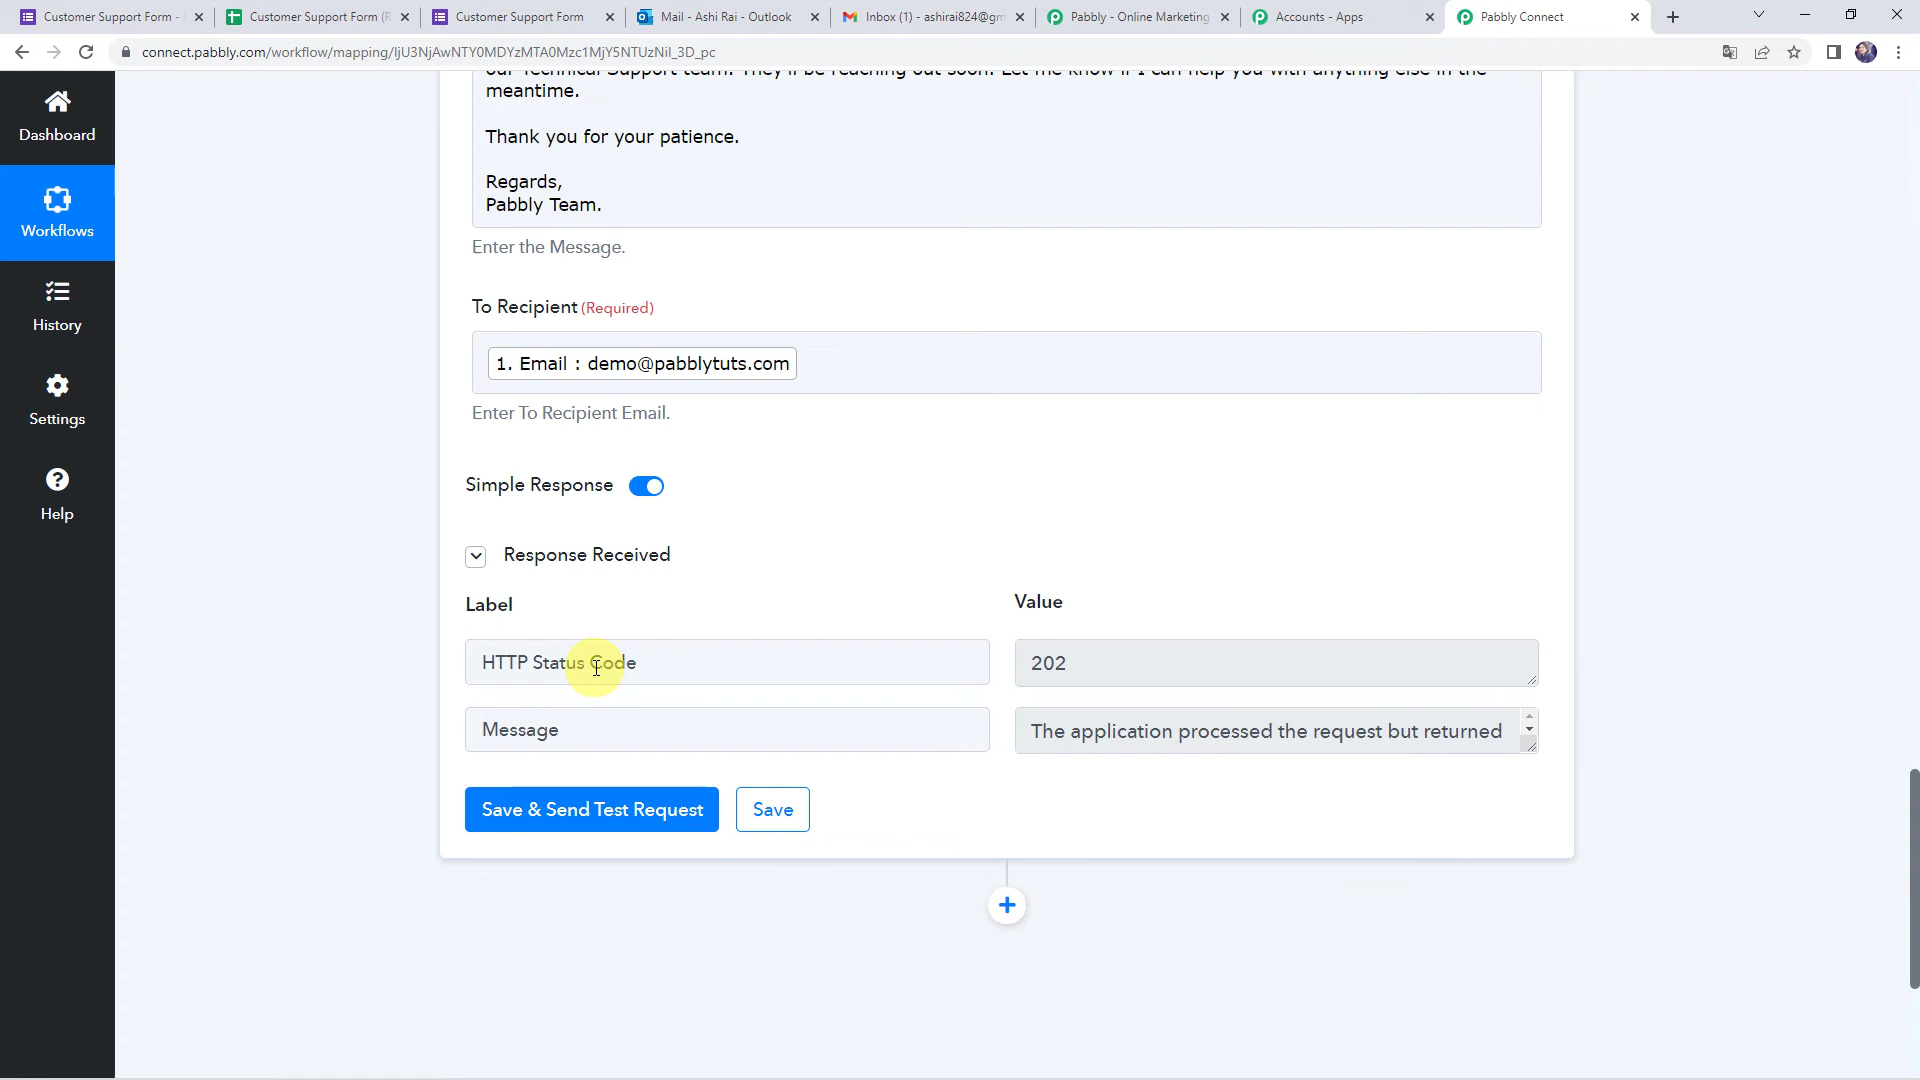 Customer Support Form -
Customer Support Form (R
Customer Support Form
Mail - Ashi Rai - Outlook
Inbox (1) - ashirai824@gm
Pabbly - Online Marketing
Accounts - Apps
Pabbly Connect
connect.pabbly.com/workflow/mapping/IjU3NjAwNTY0MDYzMTA0Mzc1MjY5NTUzNiI_3D_pc
Dashboard
Workflows
History
Settings
Help
our Technical Support team. They'll be reaching out soon. Let me know if I can help you with anything else in the
meantime.
Thank you for your patience.
Regards,
Pabbly Team.
Enter the Message.
To Recipient (Required)
1. Email : demo@pabblytuts.com
Enter To Recipient Email.
Simple Response
Response Received
Label
Value
HTTP Status Code
202
Message
The application processed the request but returned
Save & Send Test Request
Save